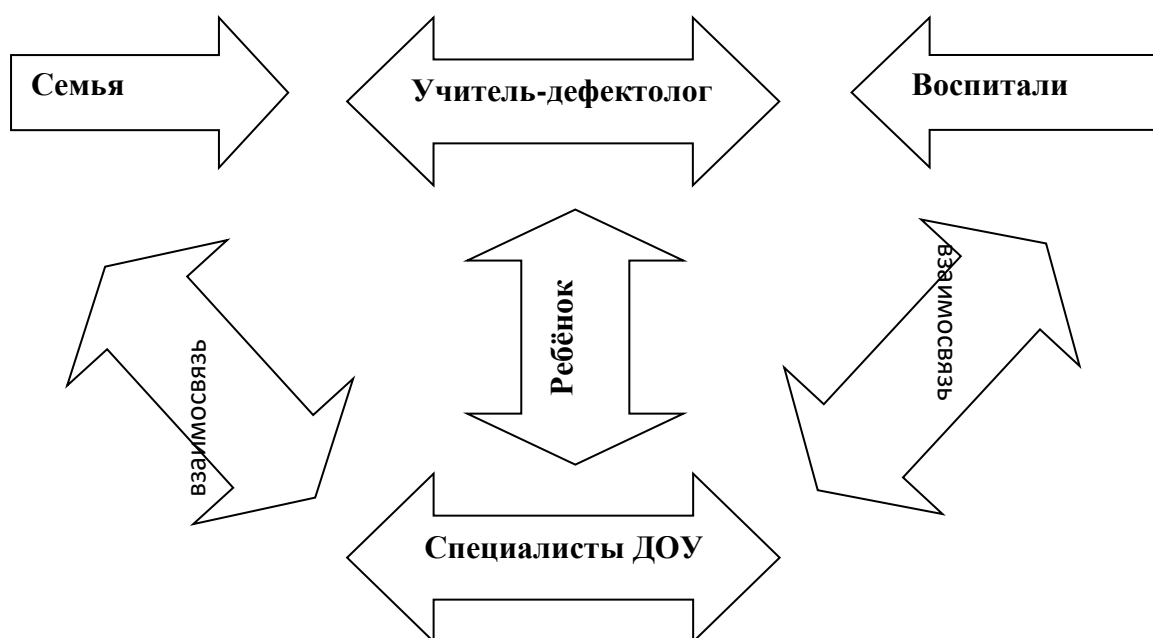 Семья
Учитель-дефектолог
Воспитали
взаимосвязь
Ребёнок
взаимосвязь
Специалисты ДОУ